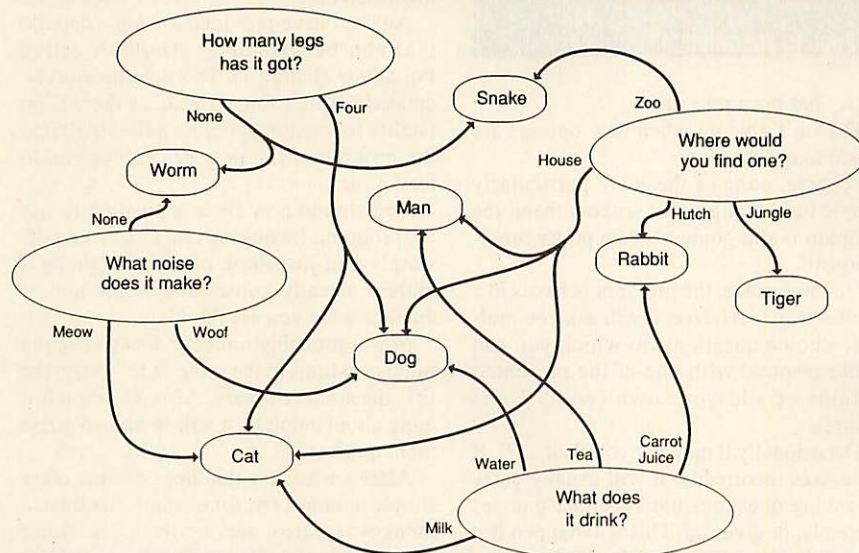 How many legs
has it got?
None
Four
Snake
Zoo
Where would
you find one?
House
Worm
Man
Hutch
Jungle
None
Rabbit
What noise
does it make?
Tiger
Meow
Woof
Dog
Cat
Water
Tea
Carrot
Juice
What does
it drink?
Milk